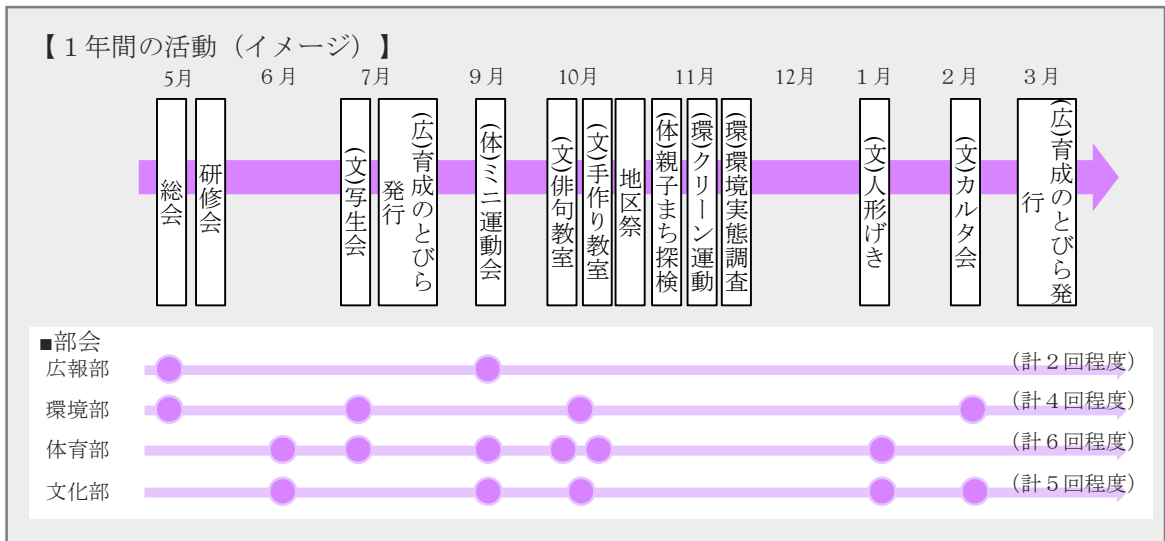 【１年間の活動（イメージ）】
5月 ６月 7月 ９月 10月 11月 12月 １月 ２月 ３月
総会
研修会
(文)写生会
(広)育成のとびら
発行
(体)ミニ運動会
(文)俳句教室
(文)手作り教室
地区祭
(体)親子まち探検
(環)クリーン運動
(環)環境実態調査
(文)人形げき
(文)カルタ会
(広)育成のとびら発
行
■部会
広報部 (計２回程度)
環境部 (計４回程度)
体育部 (計６回程度)
文化部 (計５回程度)